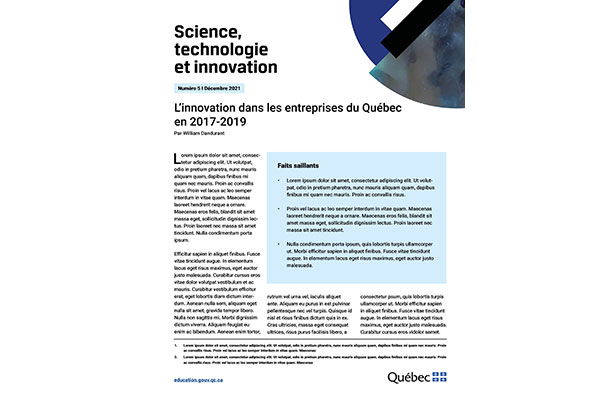 Science,
technologie
et innovation
Numéro 5 I Décembre 2021
L'innovation dans les entreprises du Québec
en 2017-2019
Par William Dandurant
Lorem ipsum dolor sit amet, consec-
tetur adipiscing elit. Ut volutpat,
odio in pretium pharetra, nunc mauris
aliquam quam, dapibus finibus mi
quam nec mauris. Proin ac convallis
risus. Proin vel lacus ac leo semper
interdum in vitae quam. Maecenas
laoreet hendrerit neque a ornare.
Maecenas eros felis, blandit sit amet
massa eget, sollicitudin dignissim lec-
tus. Proin laoreet nec massa sit amet
tincidunt. Nulla condimentum porta
ipsum.
Efficitur sapien in aliquet finibus. Fusce
vitae tincidunt augue. In elementum
lacus eget risus maximus, eget auctor
justo malesuada. Curabitur cursus eros
vitae dolor volutpat vestibulum et ac
mauris. Curabitur vestibulum efficitur
erat, eget lobortis diam dictum inter-
dum. Aenean nulla sem, aliquam eget
nulla sit amet, gravida tempor libero.
Nulla non sagittis mi. Morbi dignissim
dictum viverra. Aliquam feugiat eu
enim ac bibendum. Aenean enim tortor,
Faits saillants
• Lorem ipsum dolor sit amet, consectetur adipiscing elit. Ut volut-
pat, odio in pretium pharetra, nunc mauris aliquam quam, dapibus
finibus mi quam nec mauris. Proin ac convallis risus.
• Proin vel lacus ac leo semper interdum in vitae quam. Maecenas
laoreet hendrerit neque a ornare. Maecenas eros felis, blandit sit amet
massa eget, sollicitudin dignissim lectus. Proin laoreet nec
massa sit amet tincidunt.
• Nulla condimentum porta ipsum, quis lobortis turpis ullamcorper
ut. Morbi efficitur sapien in aliquet finibus. Fusce vitae tincidunt
augue. In elementum lacus eget risus maximus, eget auctor justo
malesuada.
rutrum vel urna vel, iaculis aliquet
ante. Aliquam eu purus in est pulvinar
pellentesque nec vel turpis. Quisque id
nisl et risus finibus dictum quis in ex.
Cras ultricies, massa eget consequat
ultrices, risus purus facilisis libero, a
consectetur ipsum, quis lobortis turpis
ullamcorper ut. Morbi efficitur sapien
in aliquet finibus. Fusce vitae tincidunt
augue. In elementum lacus eget risus
maximus, eget auctor justo malesuada.
Curabitur cursus eros vidolor samet
1. Lorem ipsum dolor sit amet, consectetur adipiscing elit. Ut volutpat, odio in pretium pharetra, nunc mauris aliquam quam, dapibus finibus mi quam nec mauris. Proin
ac convallis risus. Proin vel lacus ac leo semper interdum in vitae quam. Maecenas
2. Lorem ipsum dolor sit amet, consectetur adipiscing elit. Ut volutpat, odio in pretium pharetra, nunc mauris aliquam quam, dapibus finibus mi quam nec mauris. Proin
ac convallis risus. Proin vel lacus ac leo semper interdum in vitae quam
education.gouv.qc.ca
Québec